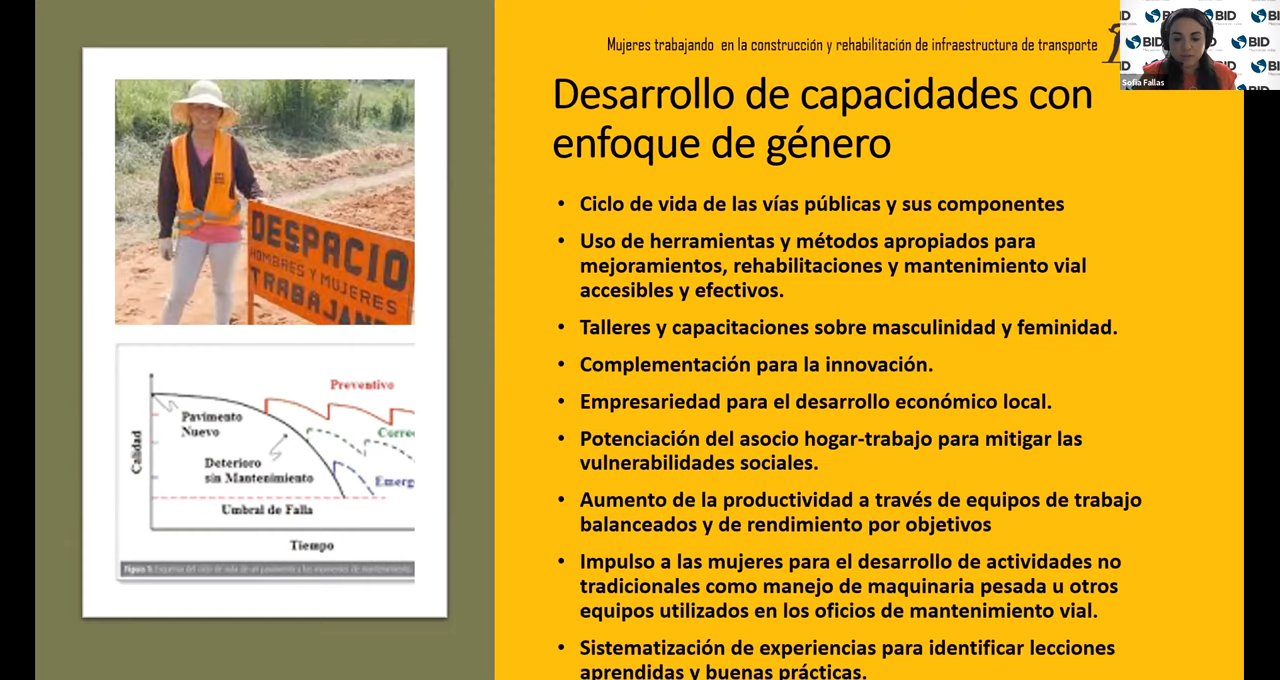 Mujeres trabajando en la construcción y rehabilitación de infraestructura de transporte
BID
BID
BID
BID
Sofía Fallas
Desarrollo de capacidades con
enfoque de género
• Ciclo de vida de las vías públicas y sus componentes
• Uso de herramientas y métodos apropiados para
mejoramientos, rehabilitaciones y mantenimiento vial
accesibles y efectivos.
• Talleres y capacitaciones sobre masculinidad y feminidad.
• Complementación para la innovación.
• Empresariedad para el desarrollo económico local.
• Potenciación del asocio hogar-trabajo para mitigar las
vulnerabilidades sociales.
• Aumento de la productividad a través de equipos de trabajo
balanceados y de rendimiento por objetivos
• Impulso a las mujeres para el desarrollo de actividades no
tradicionales como manejo de maquinaria pesada u otros
equipos utilizados en los oficios de mantenimiento vial.
• Sistematización de experiencias para identificar lecciones
aprendidas y buenas prácticas.
DESPACIO
HOMBRES Y MUJERES
TRABAJAND
Preventivo
Pavimento
Nuevo
Corre
Calidad
Deterioro
sin Mantenimiento
Emerg
Umbral de Falla
Tiempo